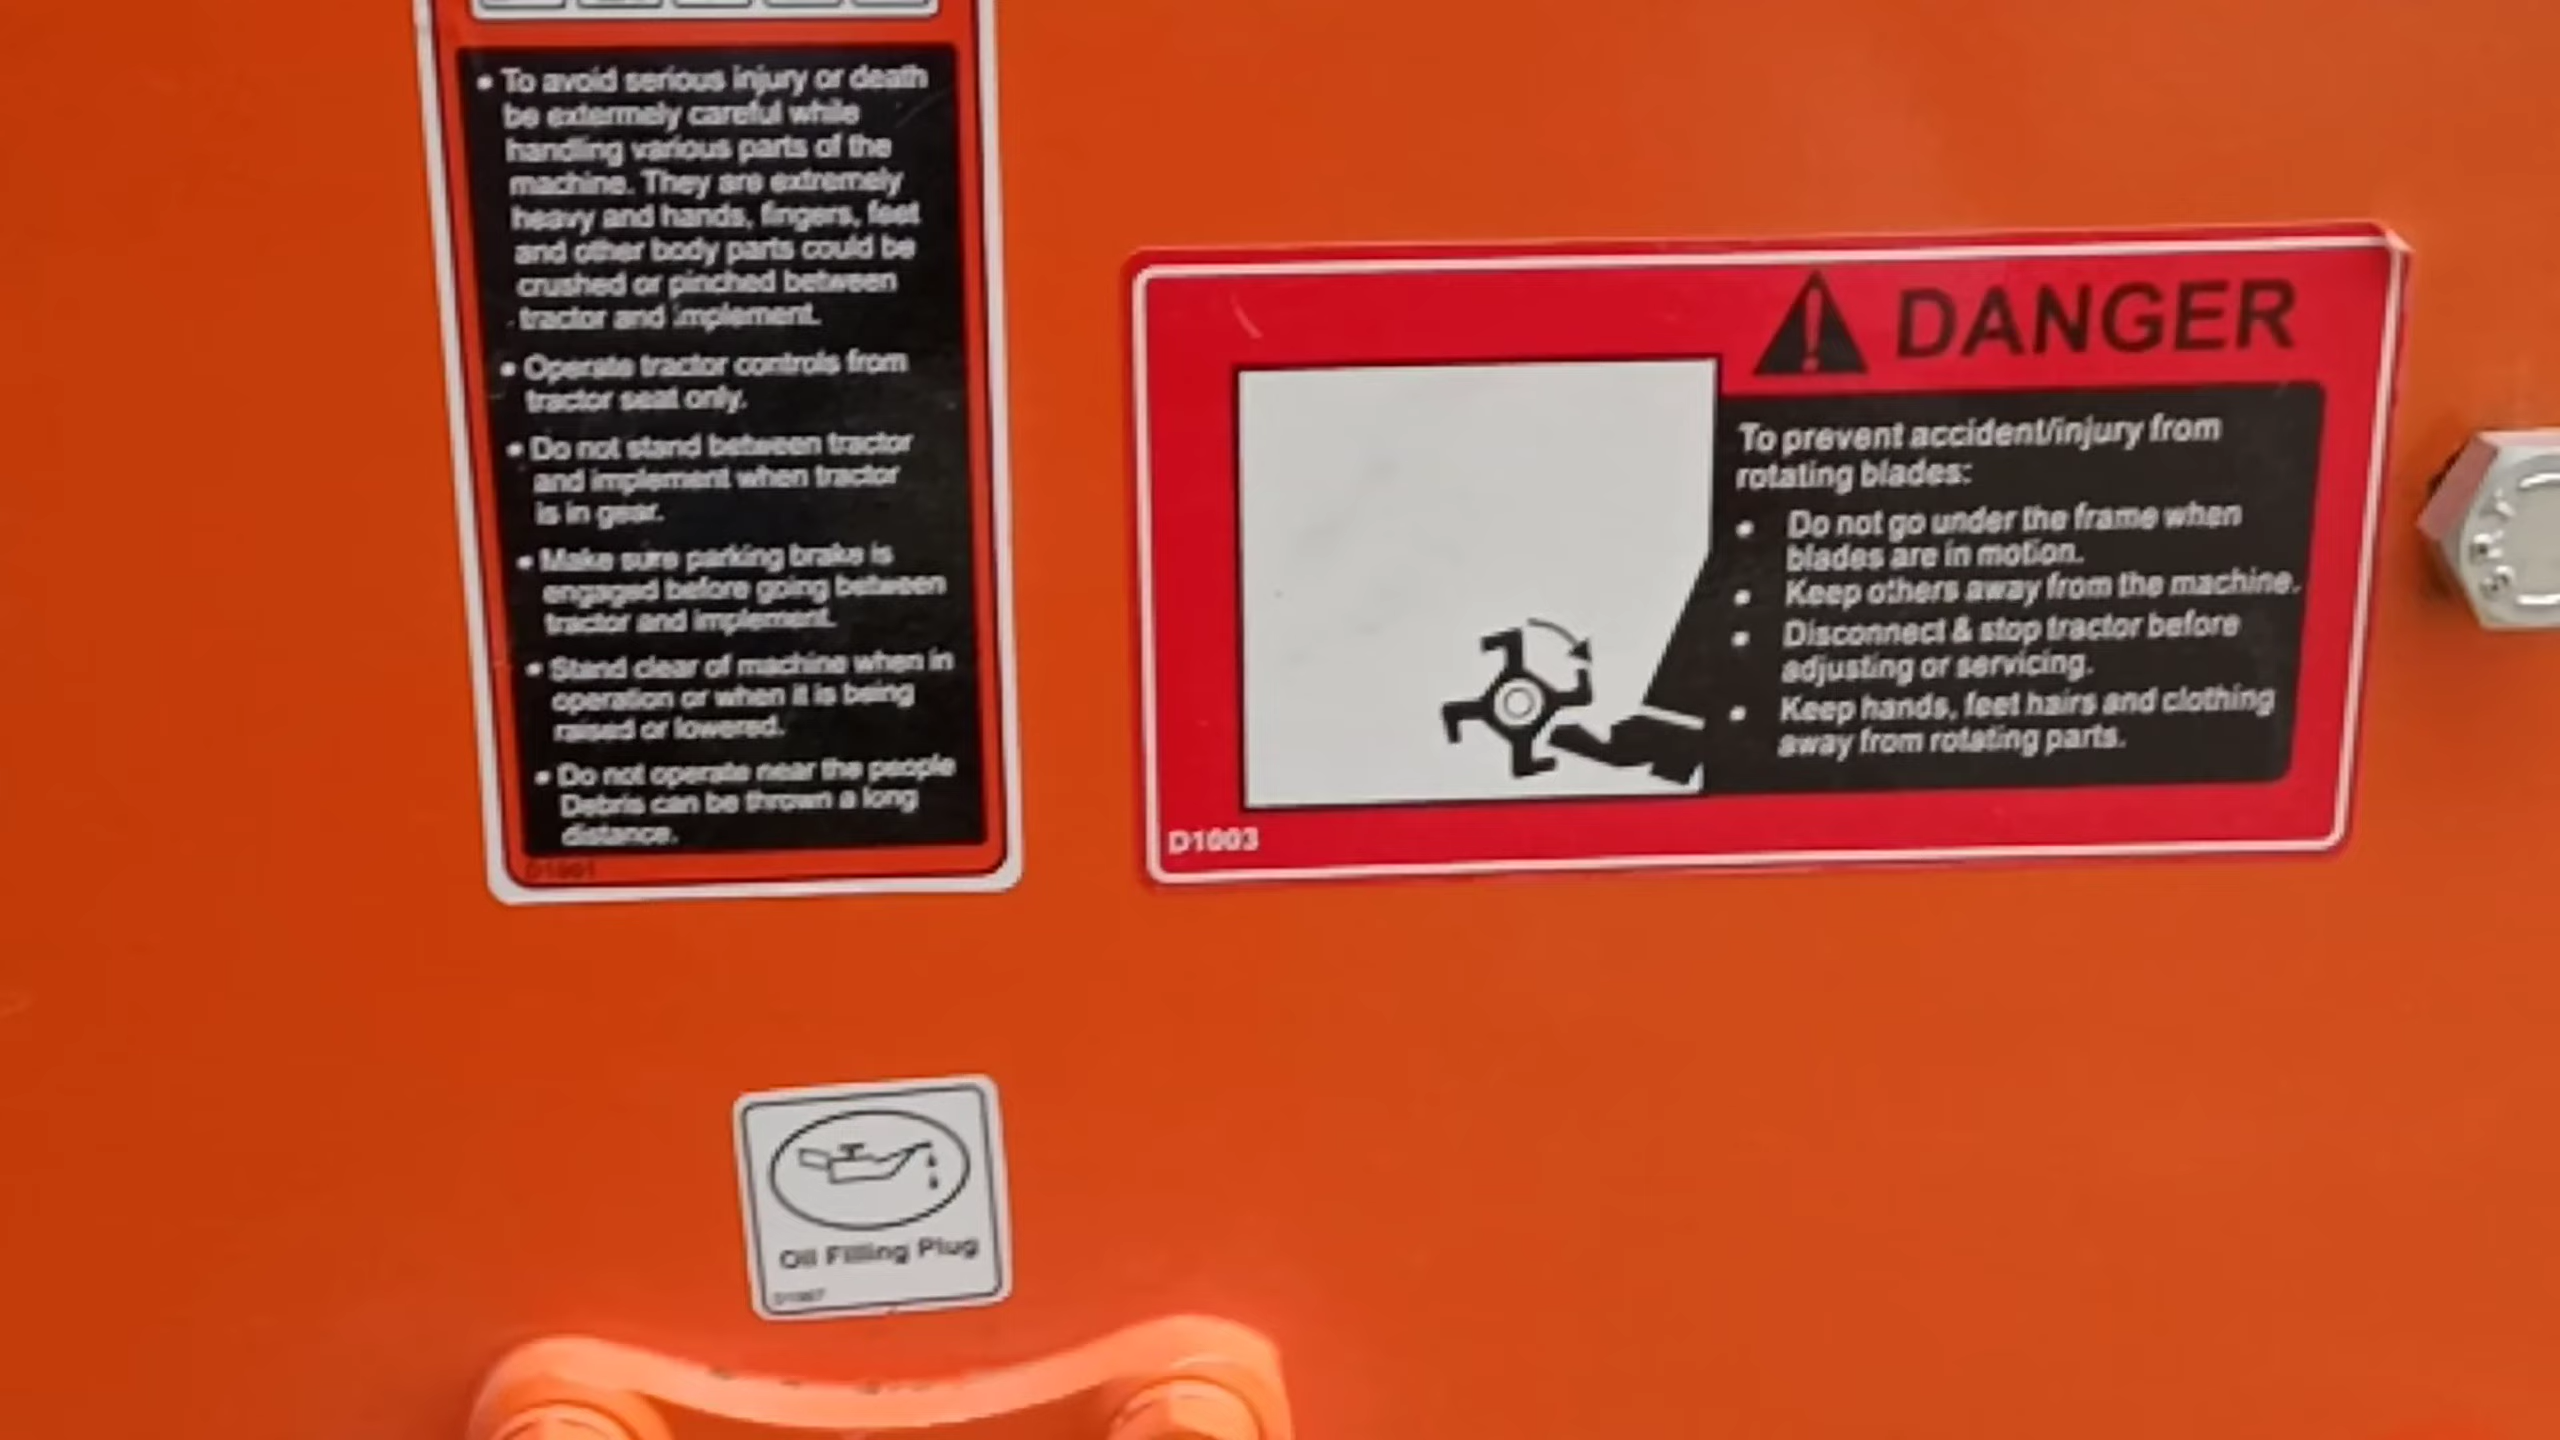 • To avoid serious injury or death
be extermely careful while
handling various parts of the
machine. They are extremely
heavy and hands, fingers, feet
and other body parts could be
crushed or pinched between
tractor and implement.
• Operate tractor controls from
tractor seat only.
• Do not stand between tractor
and implement when tractor
is in gear.
• Make sure parking brake is
engaged before going between
tractor and implement.
• Stand clear of machine when in
operation or when it is being
raised or lowered.
• Do not operate near the people
Debris can be thrown a long
distance.
D1001
DANGER
To prevent accident/injury from
rotating blades:
• Do not go under the frame when
blades are in motion.
• Keep others away from the machine.
• Disconnect & stop tractor before
adjusting or servicing.
• Keep hands, feet hairs and clothing
away from rotating parts.
D1003
Oil Filling Plug